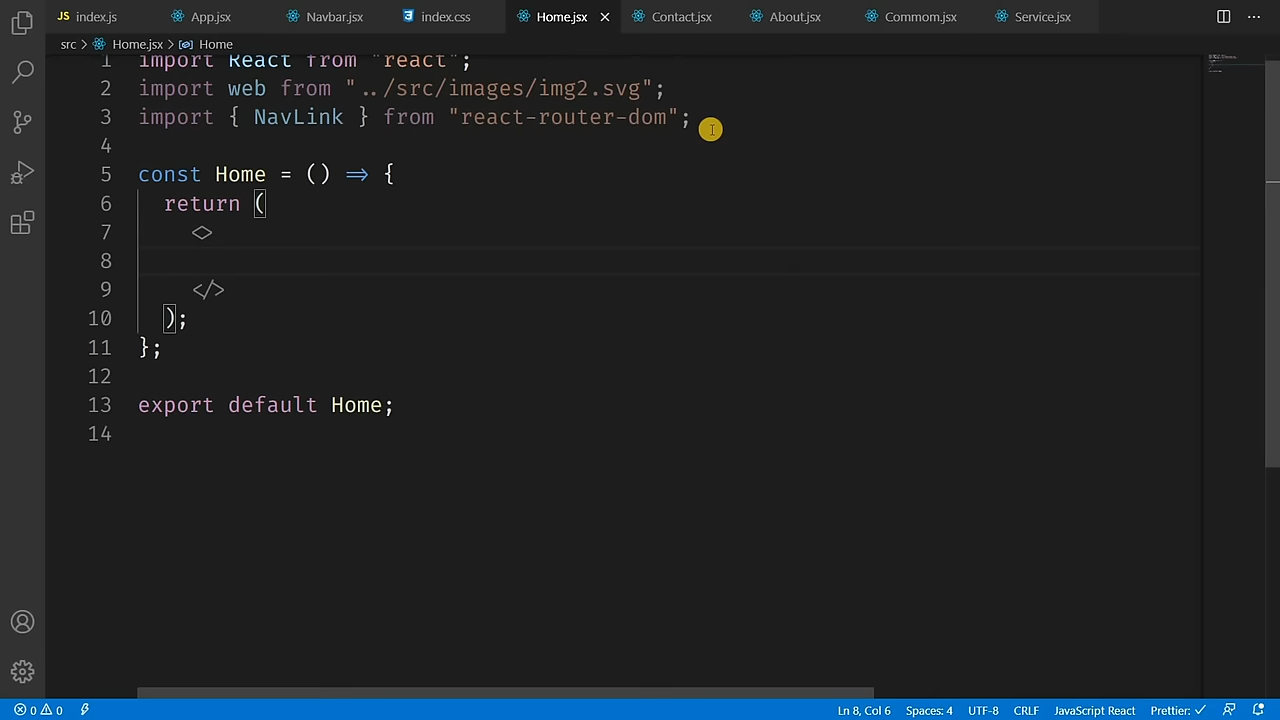 index.js App.jsx Navbar.jsx index.css Home.jsx Contact.jsx About.jsx Commom.jsx Service.jsx
src > Home.jsx > Home
1 import React from "react";
2 import web from "../src/images/img2.svg";
3 import { NavLink } from "react-router-dom";
4
5 const Home = () => {
6 return (
7 <>
8
9 </>
10 );
11 };
12
13 export default Home;
14
0 0 Ln 8, Col 6 Spaces: 4 UTF-8 CRLF JavaScript React Prettier: ✓